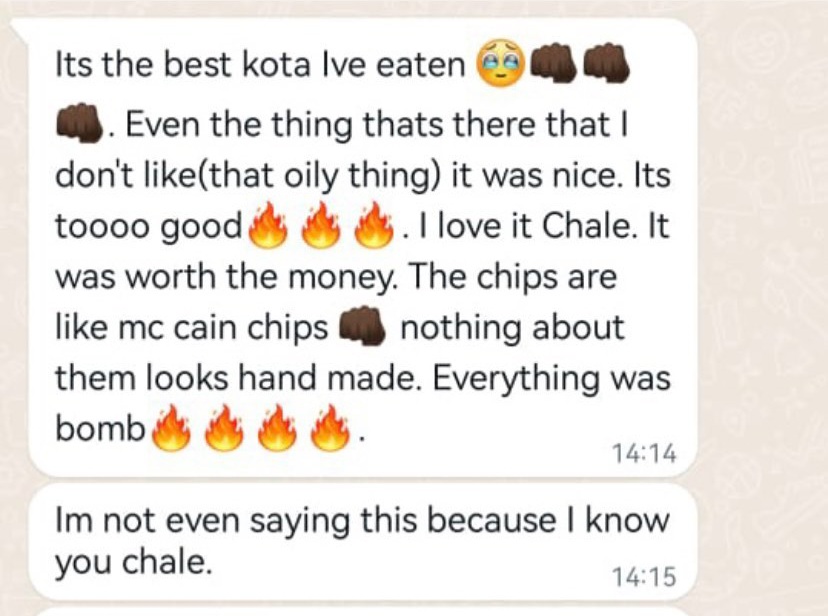 Its the best kota Ive eaten 🥹👊🏿👊🏿
👊🏿. Even the thing thats there that I
don't like(that oily thing) it was nice. Its
toooo good🔥🔥🔥. I love it Chale. It
was worth the money. The chips are
like mc cain chips 👊🏿 nothing about
them looks hand made. Everything was
bomb🔥🔥🔥🔥.
14:14
Im not even saying this because I know
you chale.
14:15